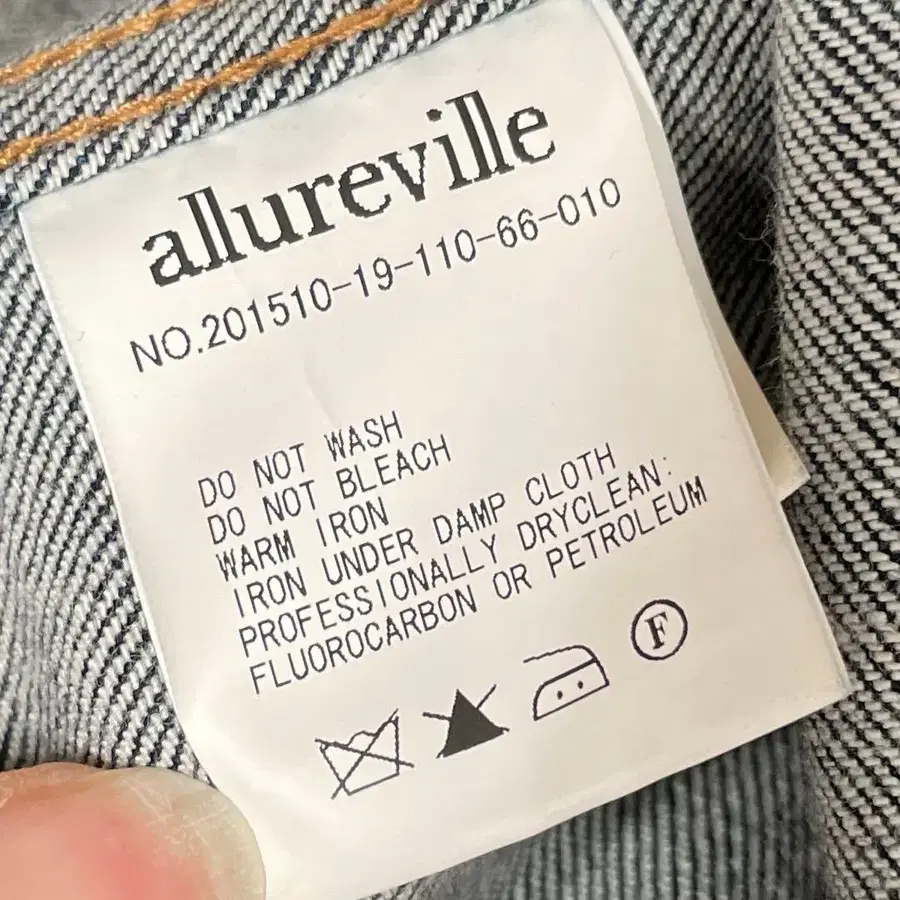 allureville
NO.201510-19-110-66-010
DO NOT WASH
DO NOT BLEACH
WARM IRON
IRON UNDER DAMP CLOTH
PROFESSIONALLY DRYCLEAN:
FLUOROCARBON OR PETROLEUM
F